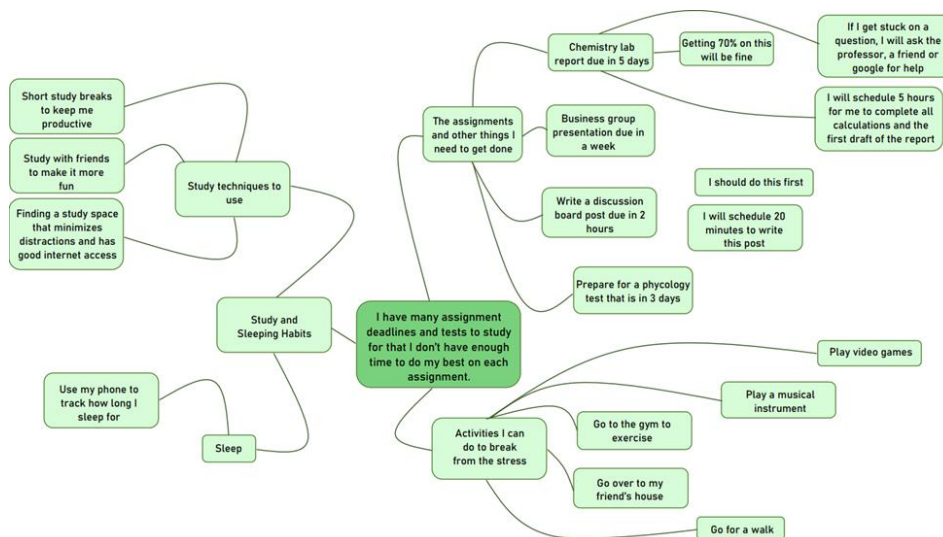 I have many assignment
deadlines and tests to study
for that I don't have enough
time to do my best on each
assignment.
The assignments
and other things I
need to get done
Chemistry lab
report due in 5 days
Getting 70% on this
will be fine
If I get stuck on a
question, I will ask the
professor, a friend or
google for help
I will schedule 5 hours
for me to complete all
calculations and the
first draft of the report
Business group
presentation due in
a week
Write a discussion
board post due in 2
hours
I should do this first
I will schedule 20
minutes to write
this post
Prepare for a phycology
test that is in 3 days
Activities I can
do to break
from the stress
Play video games
Play a musical
instrument
Go to the gym to
exercise
Go over to my
friend's house
Go for a walk
Study and
Sleeping Habits
Study techniques to
use
Short study breaks
to keep me
productive
Study with friends
to make it more
fun
Finding a study space
that minimizes
distractions and has
good internet access
Sleep
Use my phone to
track how long I
sleep for